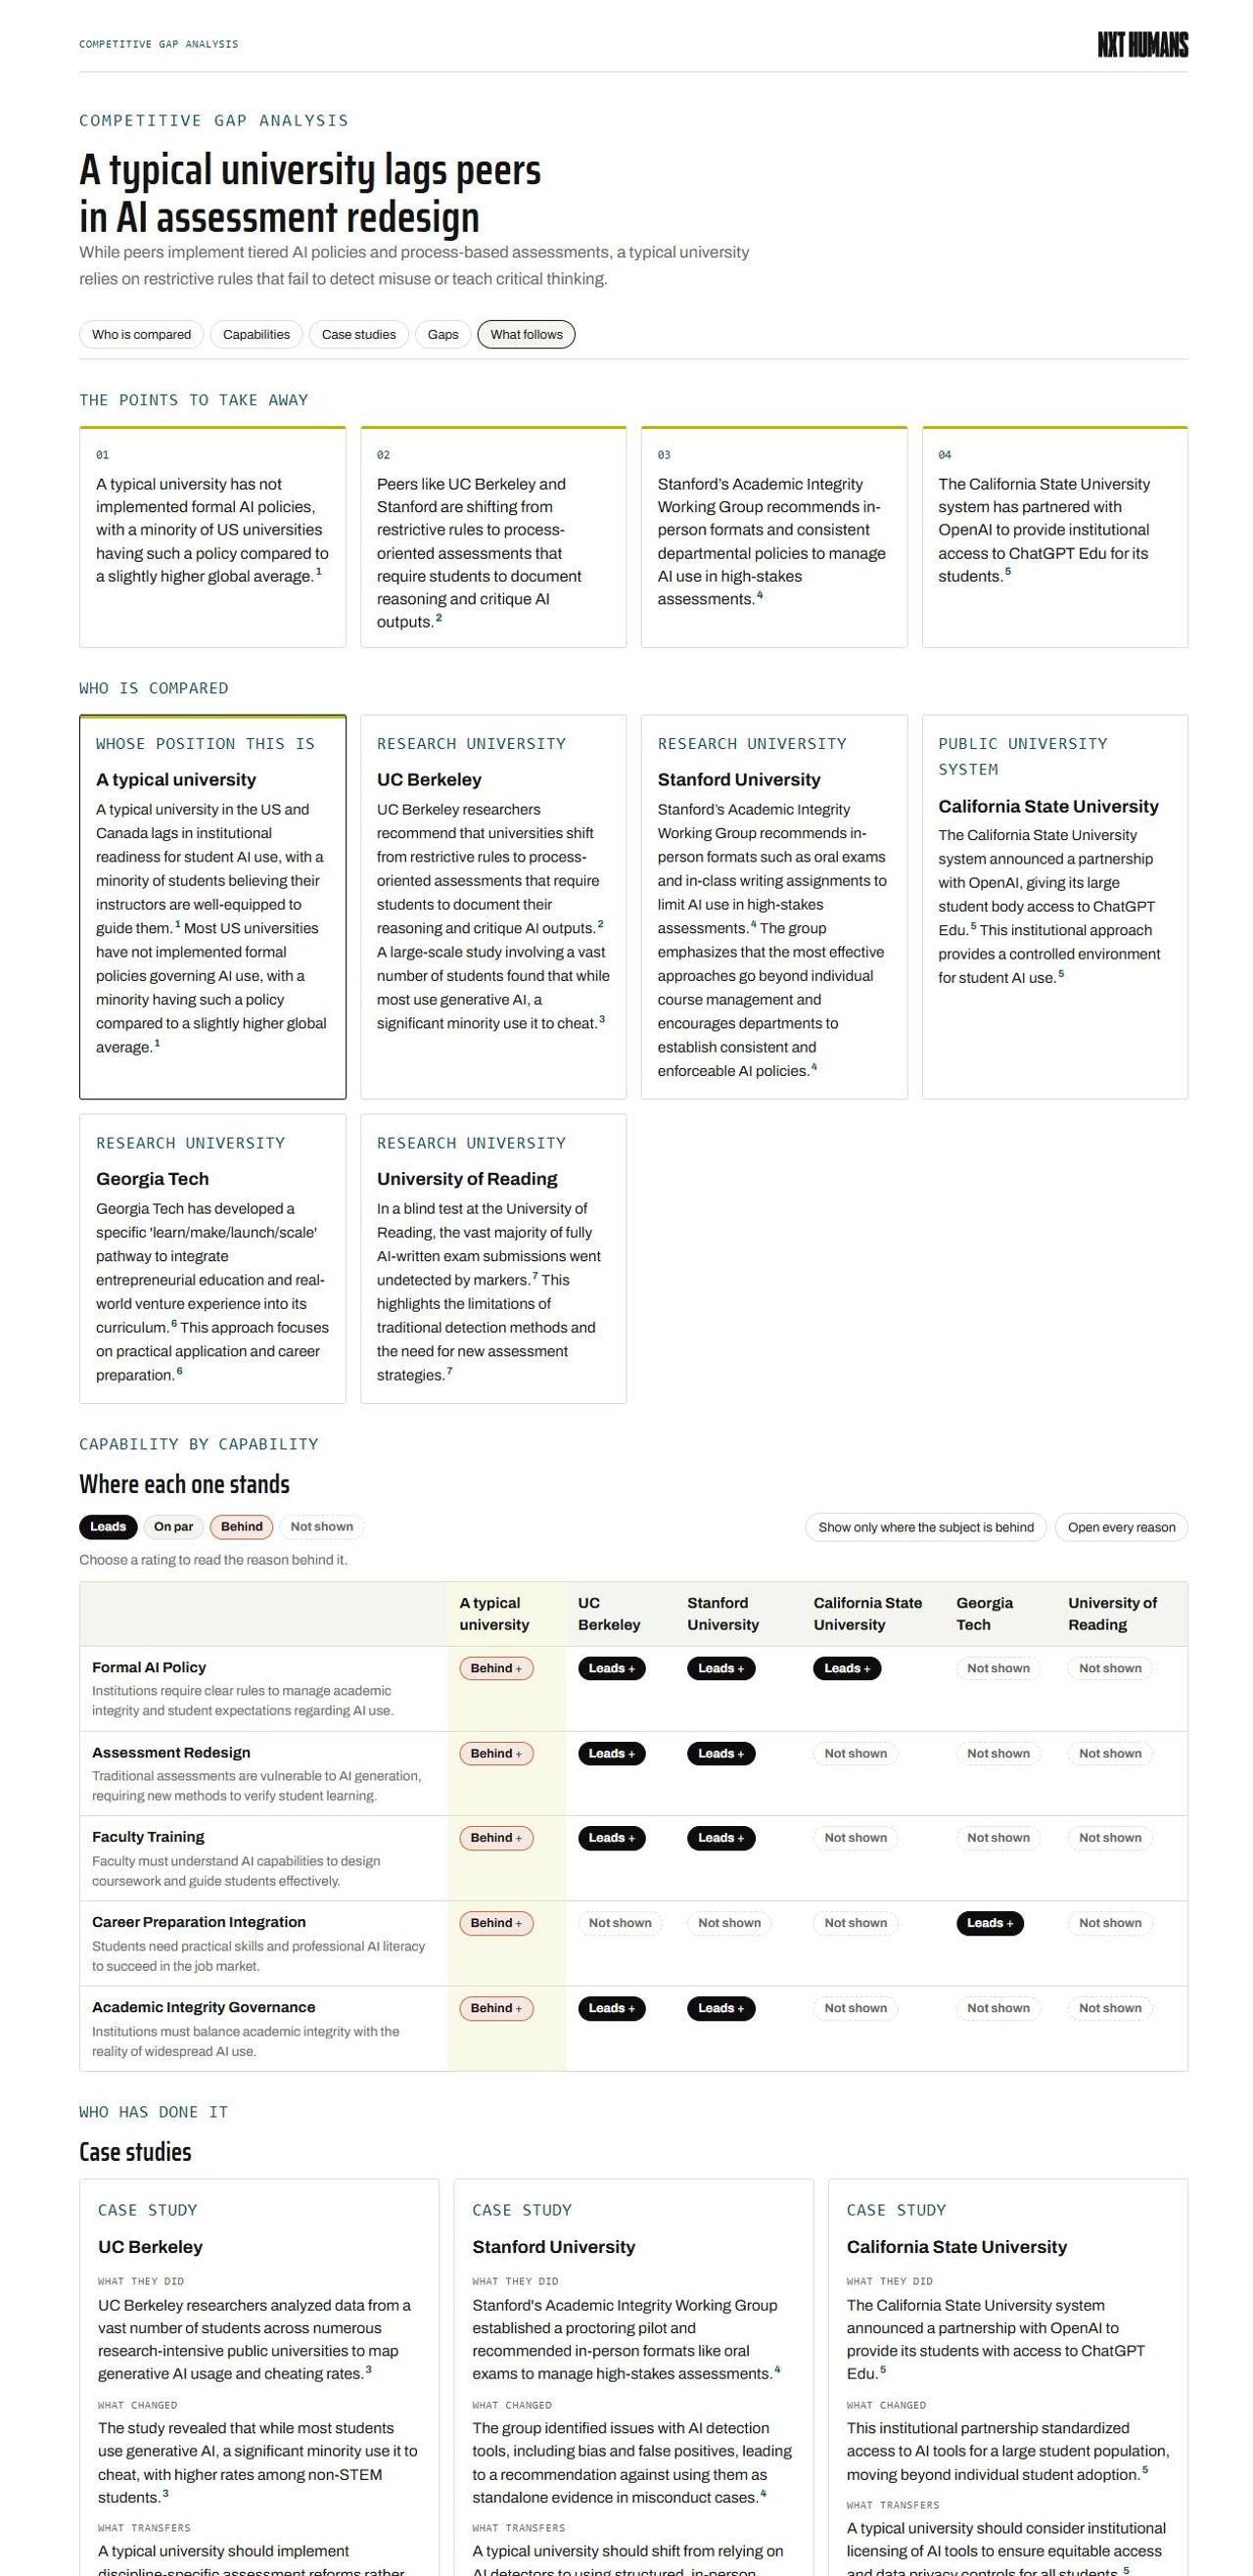 COMPETITIVE GAP ANALYSIS
NXT HUMANS
COMPETITIVE GAP ANALYSIS
A typical university lags peers
in AI assessment redesign
While peers implement tiered AI policies and process-based assessments, a typical university
relies on restrictive rules that fail to detect misuse or teach critical thinking.
Who is compared
Capabilities
Case studies
Gaps
What follows
THE POINTS TO TAKE AWAY
01
A typical university has not
implemented formal AI policies,
with a minority of US universities
having such a policy compared to
a slightly higher global average.1
02
Peers like UC Berkeley and
Stanford are shifting from
restrictive rules to process-
oriented assessments that
require students to document
reasoning and critique AI
outputs.2
03
Stanford’s Academic Integrity
Working Group recommends in-
person formats and consistent
departmental policies to manage
AI use in high-stakes
assessments.4
04
The California State University
system has partnered with
OpenAI to provide institutional
access to ChatGPT Edu for its
students.5
WHO IS COMPARED
WHOSE POSITION THIS IS
A typical university
A typical university in the US and
Canada lags in institutional
readiness for student AI use, with a
minority of students believing their
instructors are well-equipped to
guide them.1 Most US universities
have not implemented formal
policies governing AI use, with a
minority having such a policy
compared to a slightly higher global
average.1
RESEARCH UNIVERSITY
UC Berkeley
UC Berkeley researchers
recommend that universities shift
from restrictive rules to process-
oriented assessments that require
students to document their
reasoning and critique AI outputs.2
A large-scale study involving a vast
number of students found that while
most use generative AI, a
significant minority use it to cheat.3
RESEARCH UNIVERSITY
Stanford University
Stanford’s Academic Integrity
Working Group recommends in-
person formats such as oral exams
and in-class writing assignments to
limit AI use in high-stakes
assessments.4 The group
emphasizes that the most effective
approaches go beyond individual
course management and
encourages departments to
establish consistent and
enforceable AI policies.4
PUBLIC UNIVERSITY
SYSTEM
California State University
The California State University
system announced a partnership
with OpenAI, giving its large
student body access to ChatGPT
Edu.5 This institutional approach
provides a controlled environment
for student AI use.5
RESEARCH UNIVERSITY
Georgia Tech
Georgia Tech has developed a
specific 'learn/make/launch/scale'
pathway to integrate
entrepreneurial education and real-
world venture experience into its
curriculum.6 This approach focuses
on practical application and career
preparation.6
RESEARCH UNIVERSITY
University of Reading
In a blind test at the University of
Reading, the vast majority of fully
AI-written exam submissions went
undetected by markers.7 This
highlights the limitations of
traditional detection methods and
the need for new assessment
strategies.7
CAPABILITY BY CAPABILITY
Where each one stands
Leads
On par
Behind
Not shown
Show only where the subject is behind
Open every reason
Choose a rating to read the reason behind it.
A typical university
UC Berkeley
Stanford University
California State University
Georgia Tech
University of Reading
Formal AI Policy
Institutions require clear rules to manage academic
integrity and student expectations regarding AI use.
Behind + Leads + Leads + Leads + Not shown Not shown
Assessment Redesign
Traditional assessments are vulnerable to AI generation,
requiring new methods to verify student learning.
Behind + Leads + Leads + Not shown Not shown Not shown
Faculty Training
Faculty must understand AI capabilities to design
coursework and guide students effectively.
Behind + Leads + Leads + Not shown Not shown Not shown
Career Preparation Integration
Students need practical skills and professional AI literacy
to succeed in the job market.
Behind + Not shown Not shown Not shown Leads + Not shown
Academic Integrity Governance
Institutions must balance academic integrity with the
reality of widespread AI use.
Behind + Leads + Leads + Not shown Not shown Not shown
WHO HAS DONE IT
Case studies
CASE STUDY
UC Berkeley
WHAT THEY DID
UC Berkeley researchers analyzed data from a
vast number of students across numerous
research-intensive public universities to map
generative AI usage and cheating rates.3
WHAT CHANGED
The study revealed that while most students
use generative AI, a significant minority use it to
cheat, with higher rates among non-STEM
students.3
WHAT TRANSFERS
A typical university should implement
discipline-specific assessment reforms rather
CASE STUDY
Stanford University
WHAT THEY DID
Stanford's Academic Integrity Working Group
established a proctoring pilot and
recommended in-person formats like oral
exams to manage high-stakes assessments.4
WHAT CHANGED
The group identified issues with AI detection
tools, including bias and false positives, leading
to a recommendation against using them as
standalone evidence in misconduct cases.4
WHAT TRANSFERS
A typical university should shift from relying on
AI detectors to using structured, in-person
CASE STUDY
California State University
WHAT THEY DID
The California State University system
announced a partnership with OpenAI to
provide its students with access to ChatGPT
Edu.5
WHAT CHANGED
This institutional partnership standardized
access to AI tools for a large student population,
moving beyond individual student adoption.5
WHAT TRANSFERS
A typical university should consider institutional
licensing of AI tools to ensure equitable access
and data privacy controls for all students.5